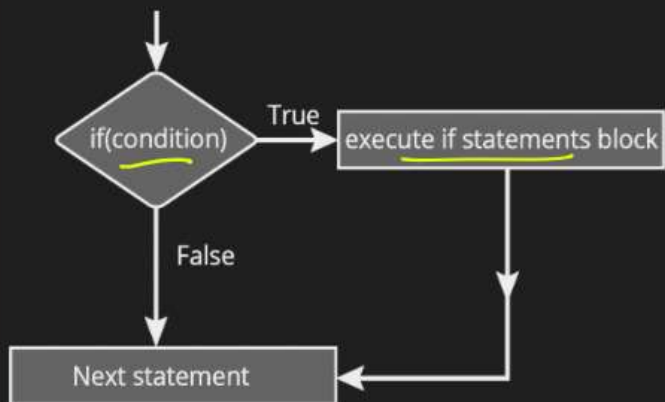 if(condition)
True
execute if statements block
False
Next statement